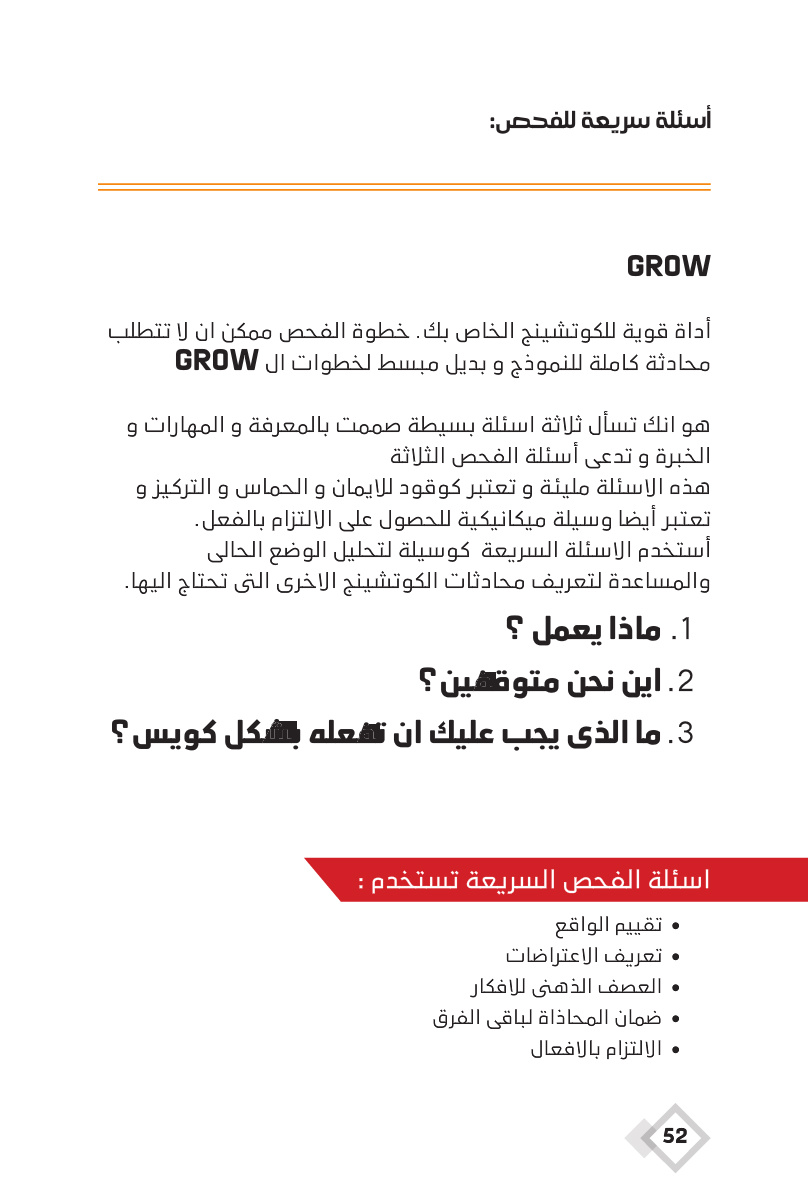 أسئلة سريعة للفحص:
GROW
أداة قوية للكوتشينج الخاص بك. خطوة الفحص ممكن ان لا تتطلب
محادثة كاملة للنموذج و بديل مبسط لخطوات ال GROW
هو انك تسأل ثلاثة اسئلة بسيطة صممت بالمعرفة و المهارات و
الخبرة و تدعى أسئلة الفحص الثلاثة
هذه الاسئلة مليئة و تعتبر كوقود للايمان و الحماس و التركيز و
تعتبر أيضا وسيلة ميكانيكية للحصول على الالتزام بالفعل.
أستخدم الاسئلة السريعة كوسيلة لتحليل الوضع الحالى
والمساعدة لتعريف محادثات الكوتشينج الاخرى التى تحتاج اليها.
1. ماذا يعمل ؟
2. اين نحن متوقفين ؟
3. ما الذى يجب عليك ان تفعله بشكل كويس ؟
اسئلة الفحص السريعة تستخدم :
• تقييم الواقع
• تعريف الاعتراضات
• العصف الذهنى للافكار
• ضمان المحاذاة لباقى الفرق
• الالتزام بالافعال
52